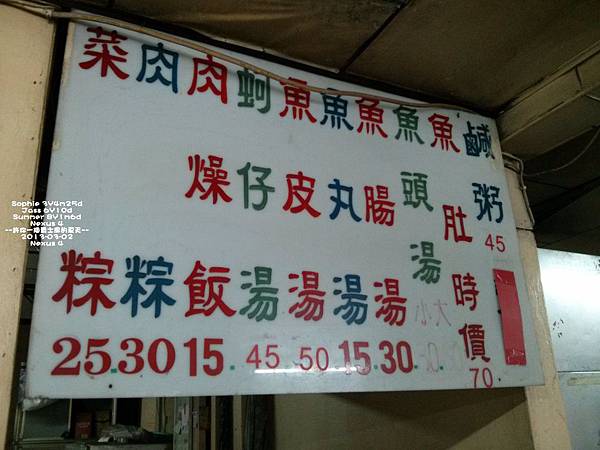 鹹粥 45
魚肚時價 70
魚頭湯 小 大
魚腸湯 30
魚丸湯 15
魚皮湯 50
蚵仔湯 45
肉燥飯 15
肉粽 30
菜粽 25
Sophie 3Y4m25d
Jass 6Y10d
Summer 8Y1m6d
Nexus 4
2013-03-02
Nexus 4